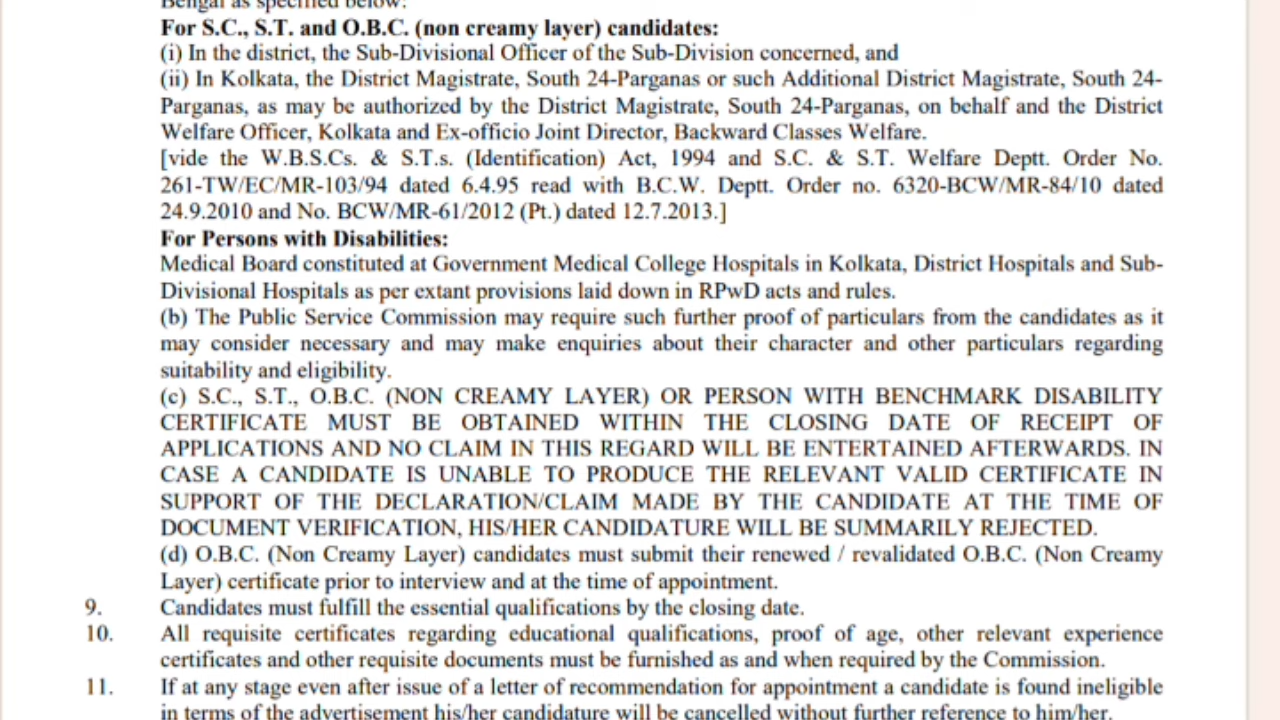 Bengal as specified below:
For S.C., S.T. and O.B.C. (non creamy layer) candidates:
(i) In the district, the Sub-Divisional Officer of the Sub-Division concerned, and
(ii) In Kolkata, the District Magistrate, South 24-Parganas or such Additional District Magistrate, South 24-
Parganas, as may be authorized by the District Magistrate, South 24-Parganas, on behalf and the District
Welfare Officer, Kolkata and Ex-officio Joint Director, Backward Classes Welfare.
[vide the W.B.S.Cs. & S.T.s. (Identification) Act, 1994 and S.C. & S.T. Welfare Deptt. Order No.
261-TW/EC/MR-103/94 dated 6.4.95 read with B.C.W. Deptt. Order no. 6320-BCW/MR-84/10 dated
24.9.2010 and No. BCW/MR-61/2012 (Pt.) dated 12.7.2013.]
For Persons with Disabilities:
Medical Board constituted at Government Medical College Hospitals in Kolkata, District Hospitals and Sub-
Divisional Hospitals as per extant provisions laid down in RPwD acts and rules.
(b) The Public Service Commission may require such further proof of particulars from the candidates as it
may consider necessary and may make enquiries about their character and other particulars regarding
suitability and eligibility.
(c) S.C., S.T., O.B.C. (NON CREAMY LAYER) OR PERSON WITH BENCHMARK DISABILITY
CERTIFICATE MUST BE OBTAINED WITHIN THE CLOSING DATE OF RECEIPT OF
APPLICATIONS AND NO CLAIM IN THIS REGARD WILL BE ENTERTAINED AFTERWARDS. IN
CASE A CANDIDATE IS UNABLE TO PRODUCE THE RELEVANT VALID CERTIFICATE IN
SUPPORT OF THE DECLARATION/CLAIM MADE BY THE CANDIDATE AT THE TIME OF
DOCUMENT VERIFICATION, HIS/HER CANDIDATURE WILL BE SUMMARILY REJECTED.
(d) O.B.C. (Non Creamy Layer) candidates must submit their renewed / revalidated O.B.C. (Non Creamy
Layer) certificate prior to interview and at the time of appointment.
9. Candidates must fulfill the essential qualifications by the closing date.
10. All requisite certificates regarding educational qualifications, proof of age, other relevant experience
certificates and other requisite documents must be furnished as and when required by the Commission.
11. If at any stage even after issue of a letter of recommendation for appointment a candidate is found ineligible
in terms of the advertisement his/her candidature will be cancelled without further reference to him/her.